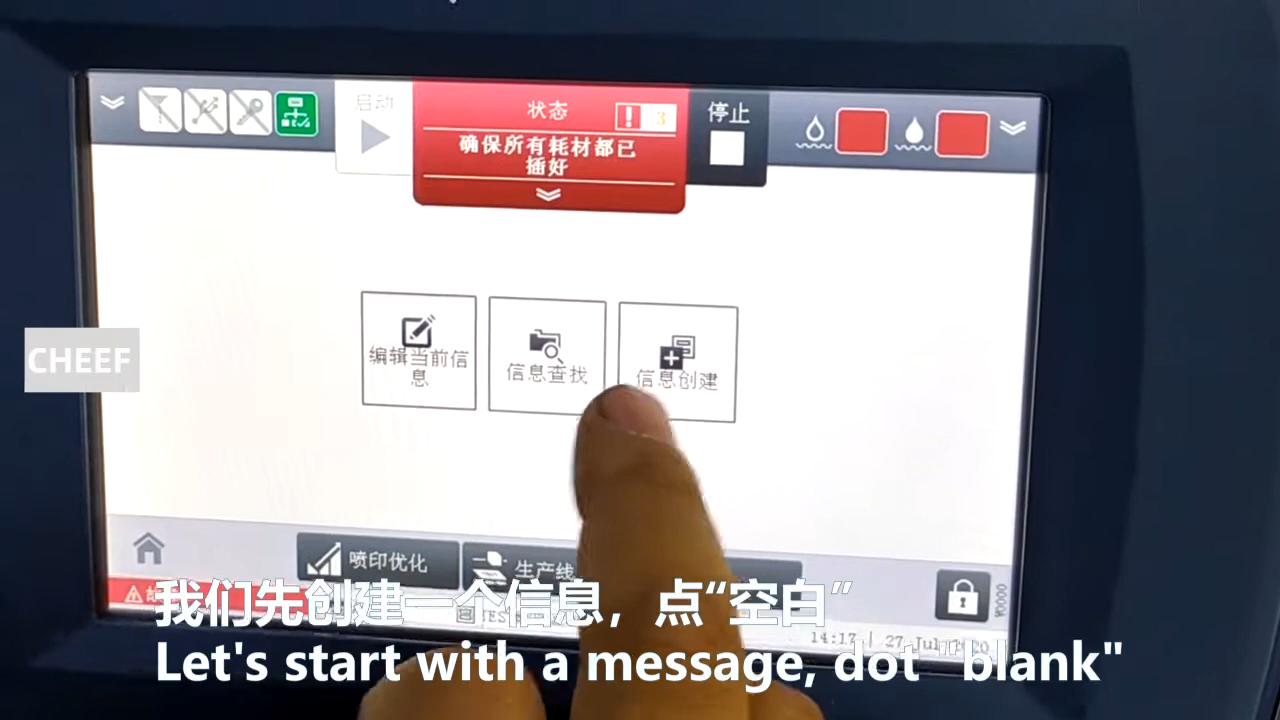 启动
状态
3
停止
确保所有耗材都已
插好
编辑当前信
息
信息查找
信息创建
CHEEF
喷印优化
生产线
我们先创建一个信息，点“空白”
14:17 | 27 Jul 2020
Let's start with a message, dot "blank"